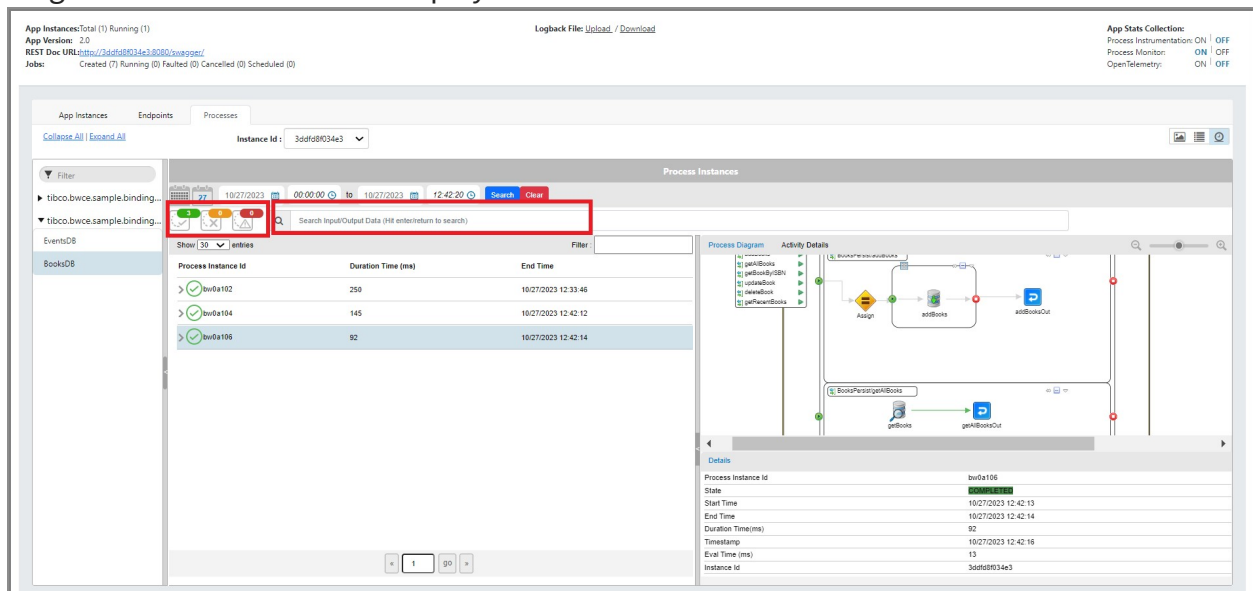 App Instances:Total (1) Running (1)
Logback File: Upload / Download
App Stats Collection:
App Version: 2.0
Process Instrumentation: ON | OFF
REST Doc URL:http://3ddfd8f034e3:8080/swagger/
Process Monitor: ON | OFF
Jobs: Created (7) Running (0) Faulted (0) Cancelled (0) Scheduled (0)
OpenTelemetry: ON | OFF
App Instances Endpoints Processes
Collapse All | Expand All
Instance Id : 3ddfd8f034e3
Process Instances
Filter
27 10/27/2023 00:00:00 to 10/27/2023 12:42:20 Search Clear
tibco.bwce.sample.binding...
3 0 0
Search Input/Output Data (Hit enter/return to search)
tibco.bwce.sample.binding...
EventsDB
BooksDB
Show 30 entries
Filter :
Process Instance Id Duration Time (ms) End Time
bw0a102 250 10/27/2023 12:33:46
bw0a104 145 10/27/2023 12:42:12
bw0a106 92 10/27/2023 12:42:14
« 1 go »
Process Diagram Activity Details
getAllBooks
getBookByISBN
updateBook
deleteBook
getRecentBooks
BooksPersist/addBooks
Assign
addBooks
addBooksOut
BooksPersist/getAllBooks
getBooks
getAllBooksOut
Details
Process Instance Id bw0a106
State COMPLETED
Start Time 10/27/2023 12:42:13
End Time 10/27/2023 12:42:14
Duration Time(ms) 92
Timestamp 10/27/2023 12:42:16
Eval Time (ms) 13
Instance Id 3ddfd8f034e3